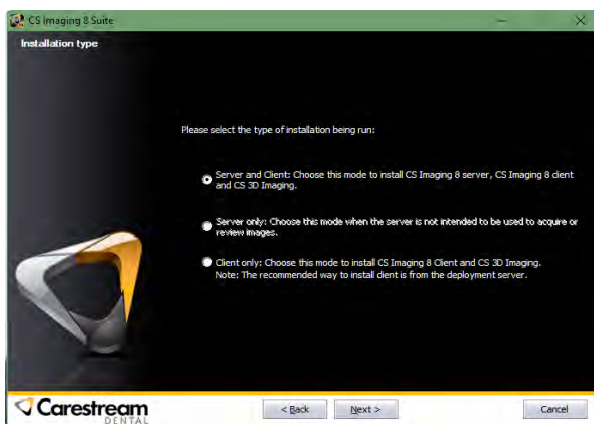 CS Imaging 8 Suite
Installation type
Please select the type of installation being run:
Server and Client: Choose this mode to install CS Imaging 8 server, CS Imaging 8 client
and CS 3D Imaging.
Server only: Choose this mode when the server is not intended to be used to acquire or
review images.
Client only: Choose this mode to install CS Imaging 8 Client and CS 3D Imaging.
Note: The recommended way to install client is from the deployment server.
Carestream
DENTAL
< Back Next > Cancel